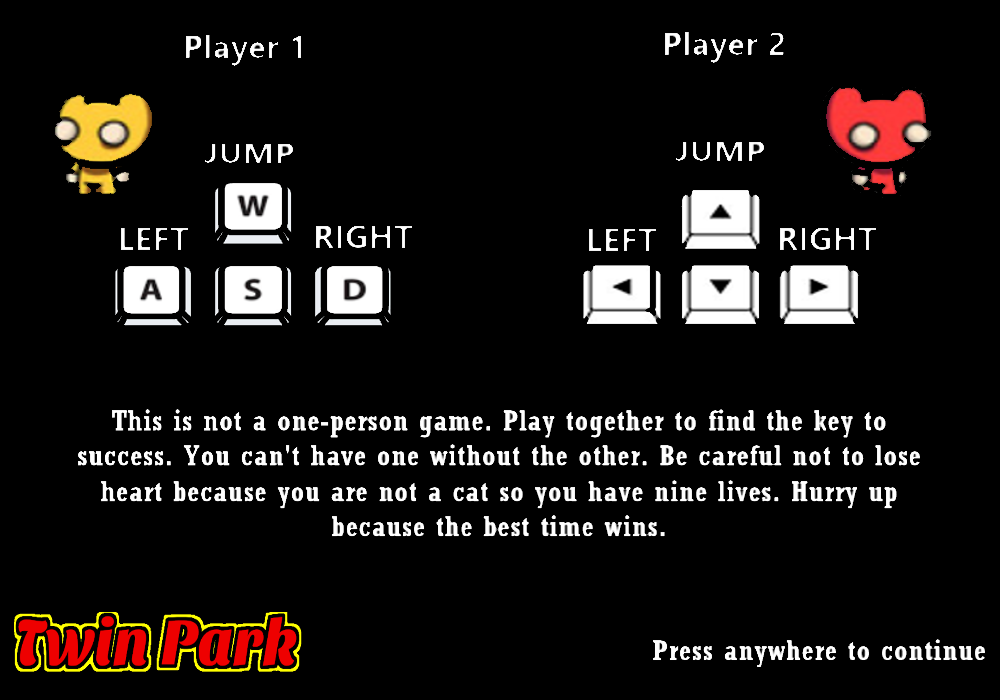 Player 1
Player 2
JUMP
W
LEFT
RIGHT
A
S
D
JUMP
LEFT
RIGHT
This is not a one-person game. Play together to find the key to
success. You can't have one without the other. Be careful not to lose
heart because you are not a cat so you have nine lives. Hurry up
because the best time wins.
Twin Park
Press anywhere to continue